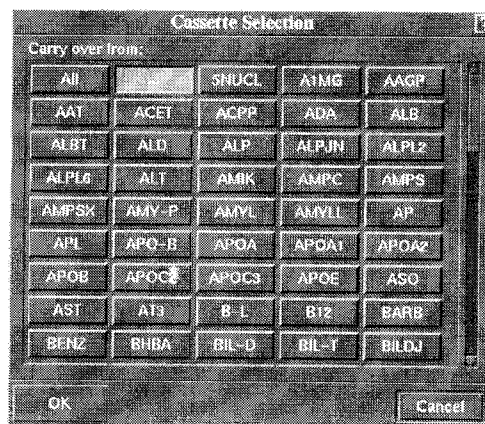 Cassette Selection
Carry over from:
All SNUCL A1MG AAGP
AAT ACET ACPP ADA ALB
ALBT ALD ALP ALPJN ALPL2
ALPL6 ALT AMIK AMPC AMPS
AMPSX AMY-P AMYL AMYLL AP
APL APO-B APOA APOA1 APOA2
APOB APOC3 APOE ASO
AST AT3 B-L B12 BARB
BENZ BHBA BIL-D BIL-T BILDJ
OK Cancel